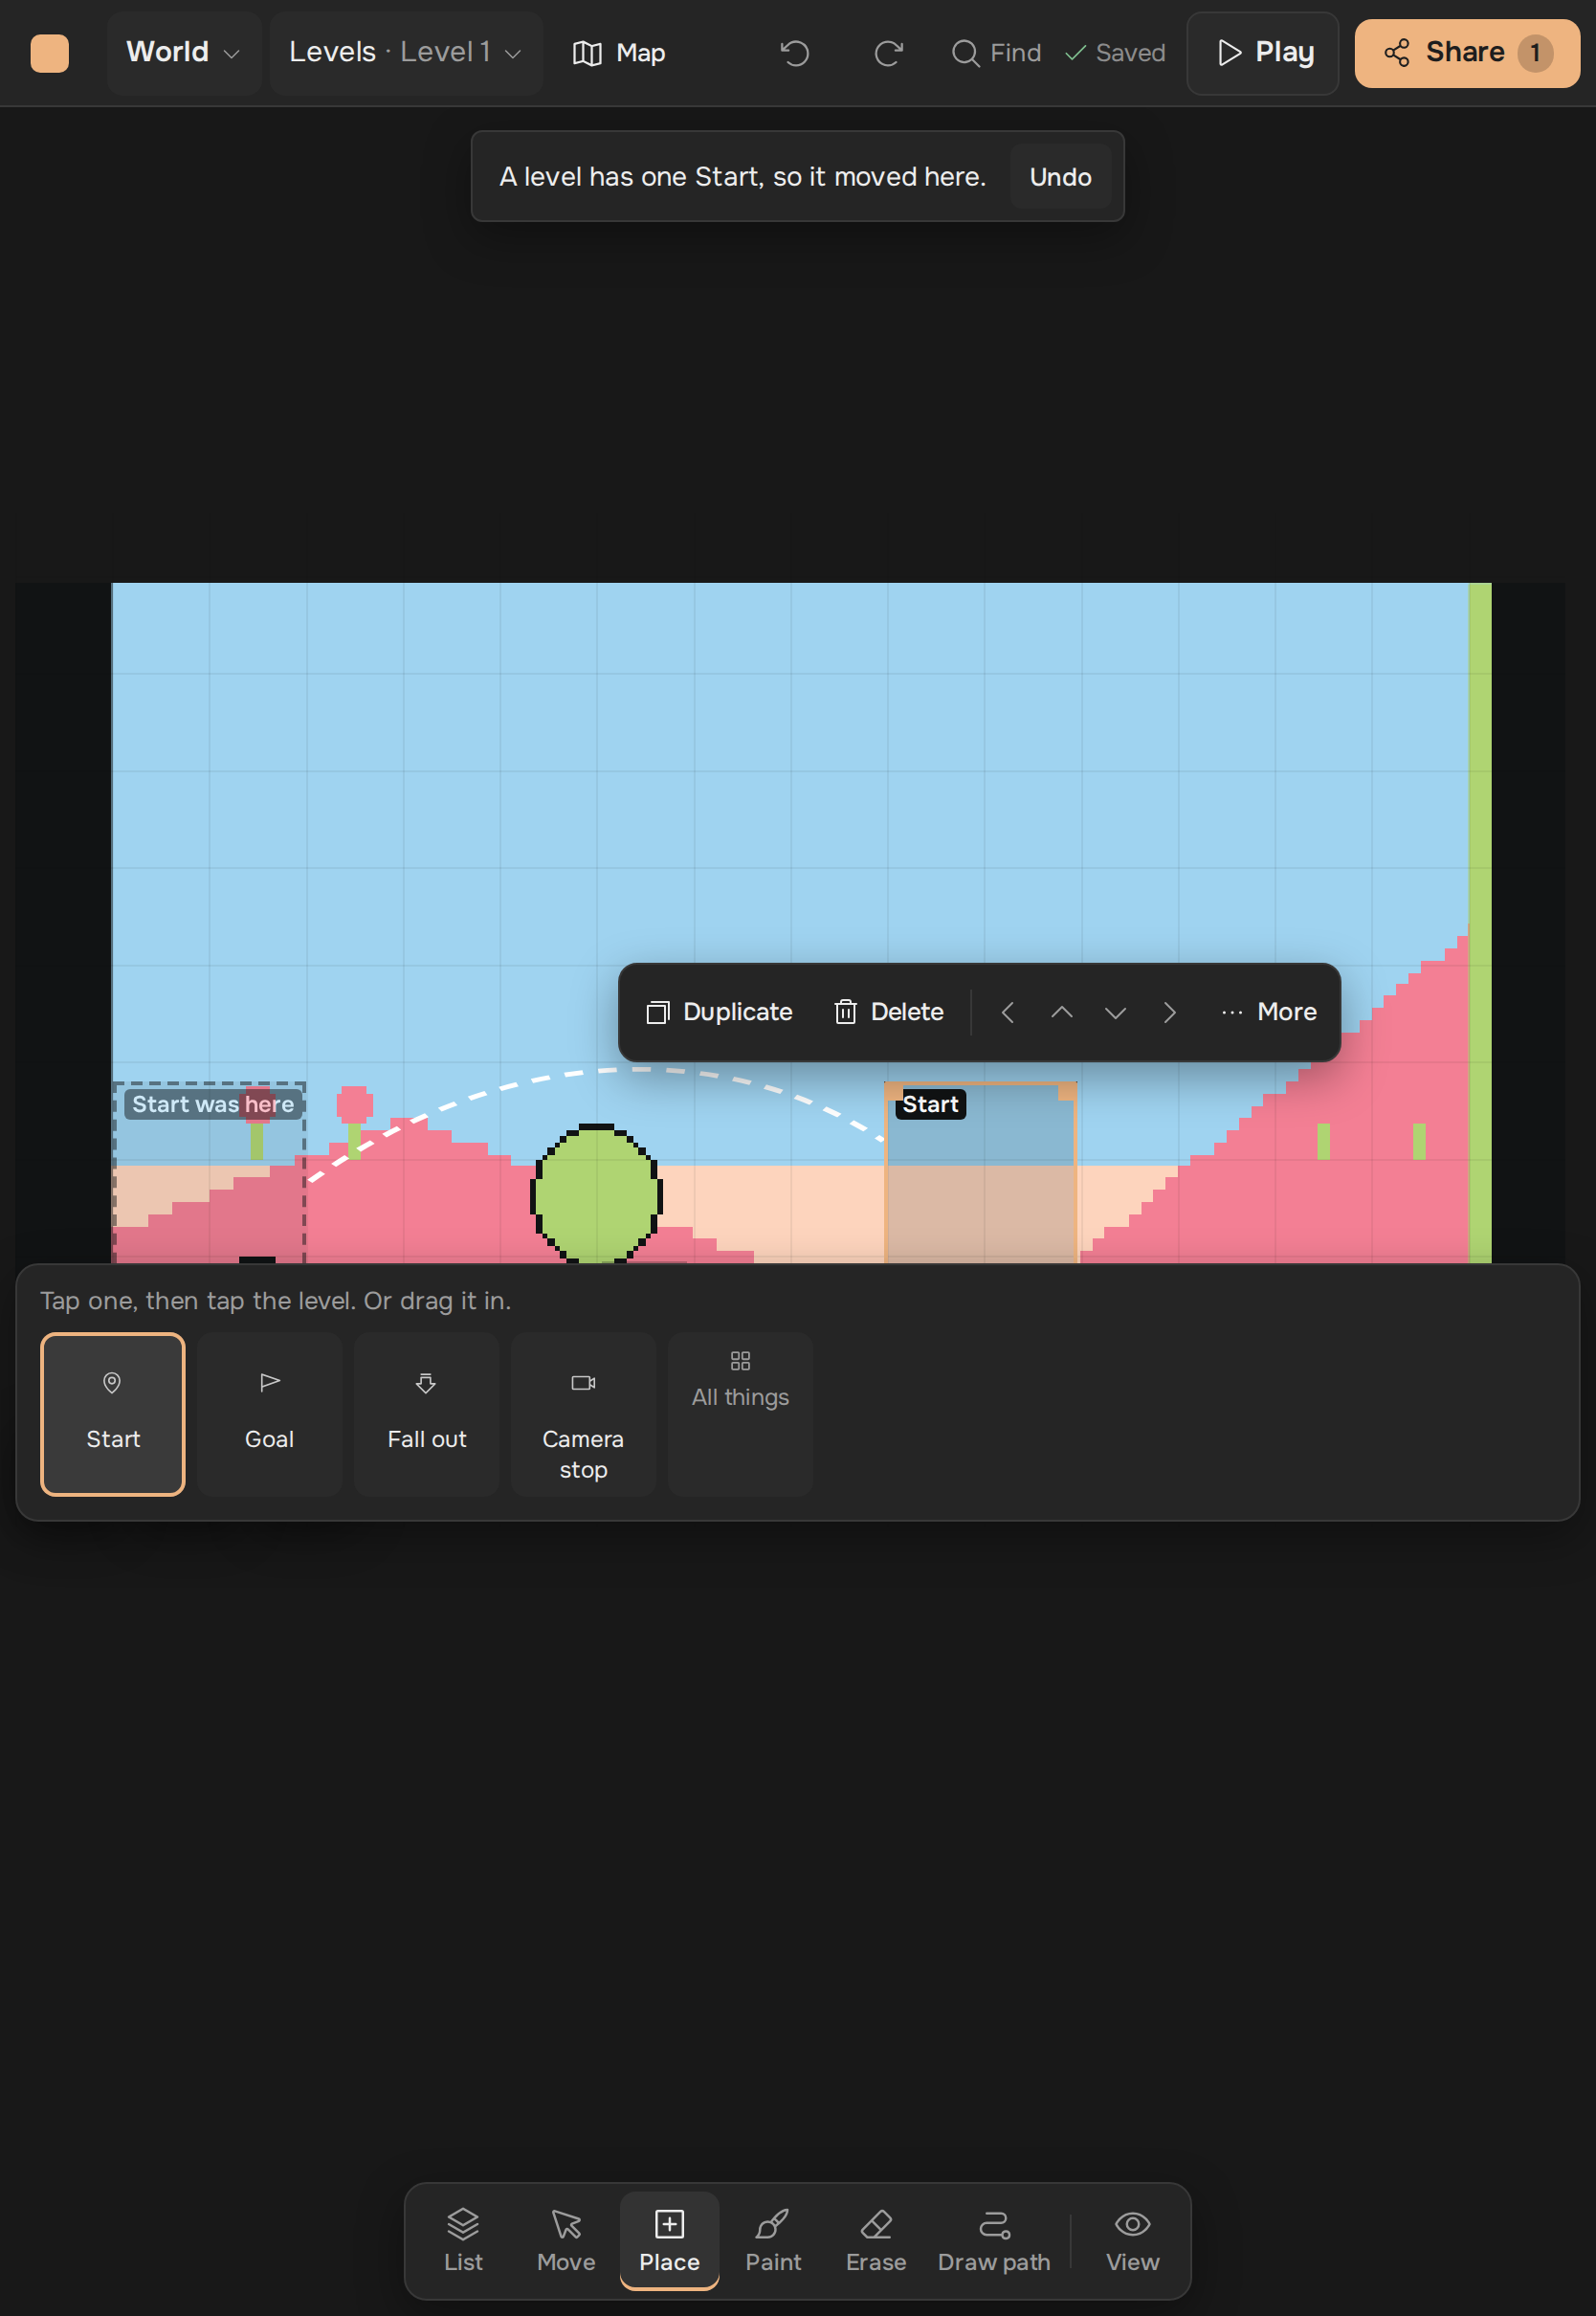 World
Levels · Level 1
Map
Find
Saved
Play
Share 1
A level has one Start, so it moved here.
Undo
Duplicate
Delete
More
Start was here
Start
Tap one, then tap the level. Or drag it in.
Start
Goal
Fall out
Camera
stop
All things
List
Move
Place
Paint
Erase
Draw path
View